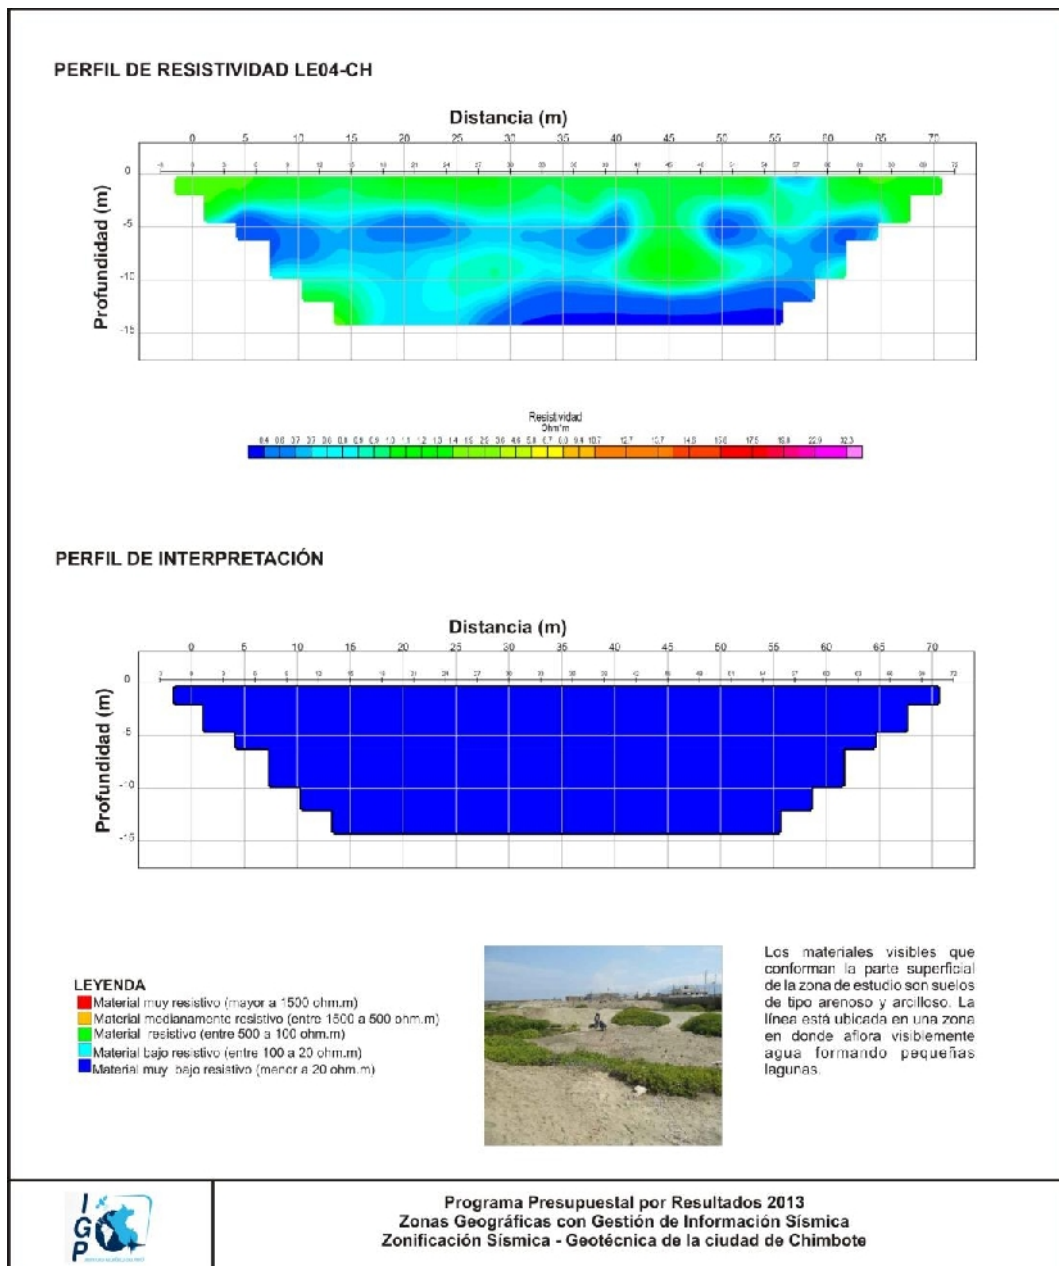 PERFIL DE RESISTIVIDAD LE04-CH
Distancia (m)
0 5 10 15 20 25 30 35 40 45 50 55 60 65 70
Profundidad (m)
0
-5
-10
-15
Resistividad
Ohm*m
PERFIL DE INTERPRETACIÓN
Distancia (m)
0 5 10 15 20 25 30 35 40 45 50 55 60 65 70
Profundidad (m)
0
-5
-10
-15
LEYENDA
Material muy resistivo (mayor a 1500 ohm.m)
Material medianamente resistivo (entre 1500 a 500 ohm.m)
Material resistivo (entre 500 a 100 ohm.m)
Material bajo resistivo (entre 100 a 20 ohm.m)
Material muy bajo resistivo (menor a 20 ohm.m)
Los materiales visibles que
conforman la parte superficial
de la zona de estudio son suelos
de tipo arenoso y arcilloso. La
línea está ubicada en una zona
en donde aflora visiblemente
agua formando pequeñas
lagunas.
IGP
Programa Presupuestal por Resultados 2013
Zonas Geográficas con Gestión de Información Sísmica
Zonificación Sísmica - Geotécnica de la ciudad de Chimbote